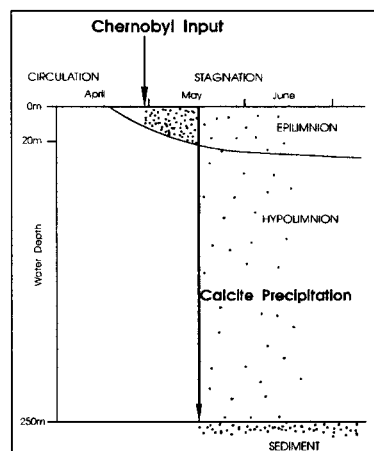 Chernobyl Input
CIRCULATION STAGNATION
April May June
0m
EPILIMNION
20m
HYPOLIMNION
Water Depth
Calcite Precipitation
250m
SEDIMENT